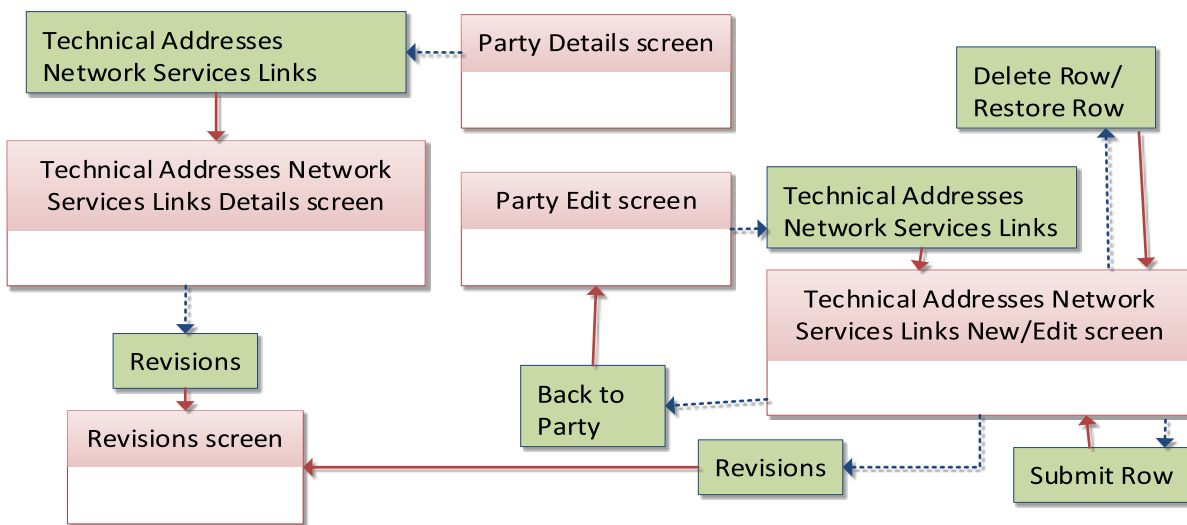 Technical Addresses
Network Services Links
Party Details screen
Delete Row/
Restore Row
Technical Addresses Network
Services Links Details screen
Party Edit screen
Technical Addresses
Network Services Links
Technical Addresses Network
Services Links New/Edit screen
Revisions
Back to
Party
Revisions screen
Revisions
Submit Row